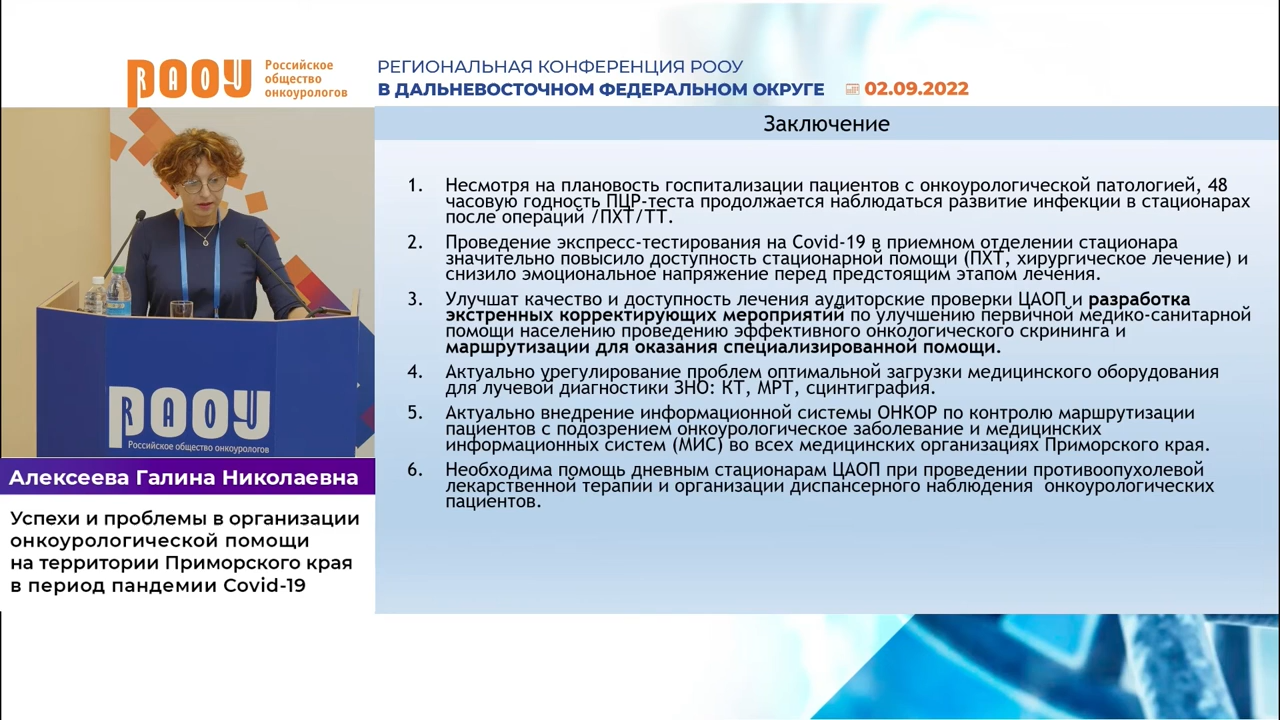 РООУ
RAOU
Российское
общество
онкоурологов
РЕГИОНАЛЬНАЯ КОНФЕРЕНЦИЯ РООУ
В ДАЛЬНЕВОСТОЧНОМ ФЕДЕРАЛЬНОМ ОКРУГЕ
02.09.2022
Заключение
1. Несмотря на плановость госпитализации пациентов с онкоурологической патологией, 48
часовую годность ПЦР-теста продолжается наблюдаться развитие инфекции в стационарах
после операций /ПХТ/ТТ.
2. Проведение экспресс-тестирования на Covid-19 в приемном отделении стационара
значительно повысило доступность стационарной помощи (ПХТ, хирургическое лечение) и
снизило эмоциональное напряжение перед предстоящим этапом лечения.
3. Улучшат качество и доступность лечения аудиторские проверки ЦАОП и разработка
экстренных корректирующих мероприятий по улучшению первичной медико-санитарной
помощи населению проведению эффективного онкологического скрининга и
маршрутизации для оказания специализированной помощи.
4. Актуально урегулирование проблем оптимальной загрузки медицинского оборудования
для лучевой диагностики ЗНО: КТ, МРТ, сцинтиграфия.
5. Актуально внедрение информационной системы ОНКОР по контролю маршрутизации
пациентов с подозрением онкоурологическое заболевание и медицинских
информационных систем (МИС) во всех медицинских организациях Приморского края.
6. Необходима помощь дневным стационарам ЦАОП при проведении противоопухолевой
лекарственной терапии и организации диспансерного наблюдения онкоурологических
пациентов.
РООУ
RAOU
Российское общество онкоурологов
Алексеева Галина Николаевна
Успехи и проблемы в организации
онкоурологической помощи
на территории Приморского края
в период пандемии Covid-19